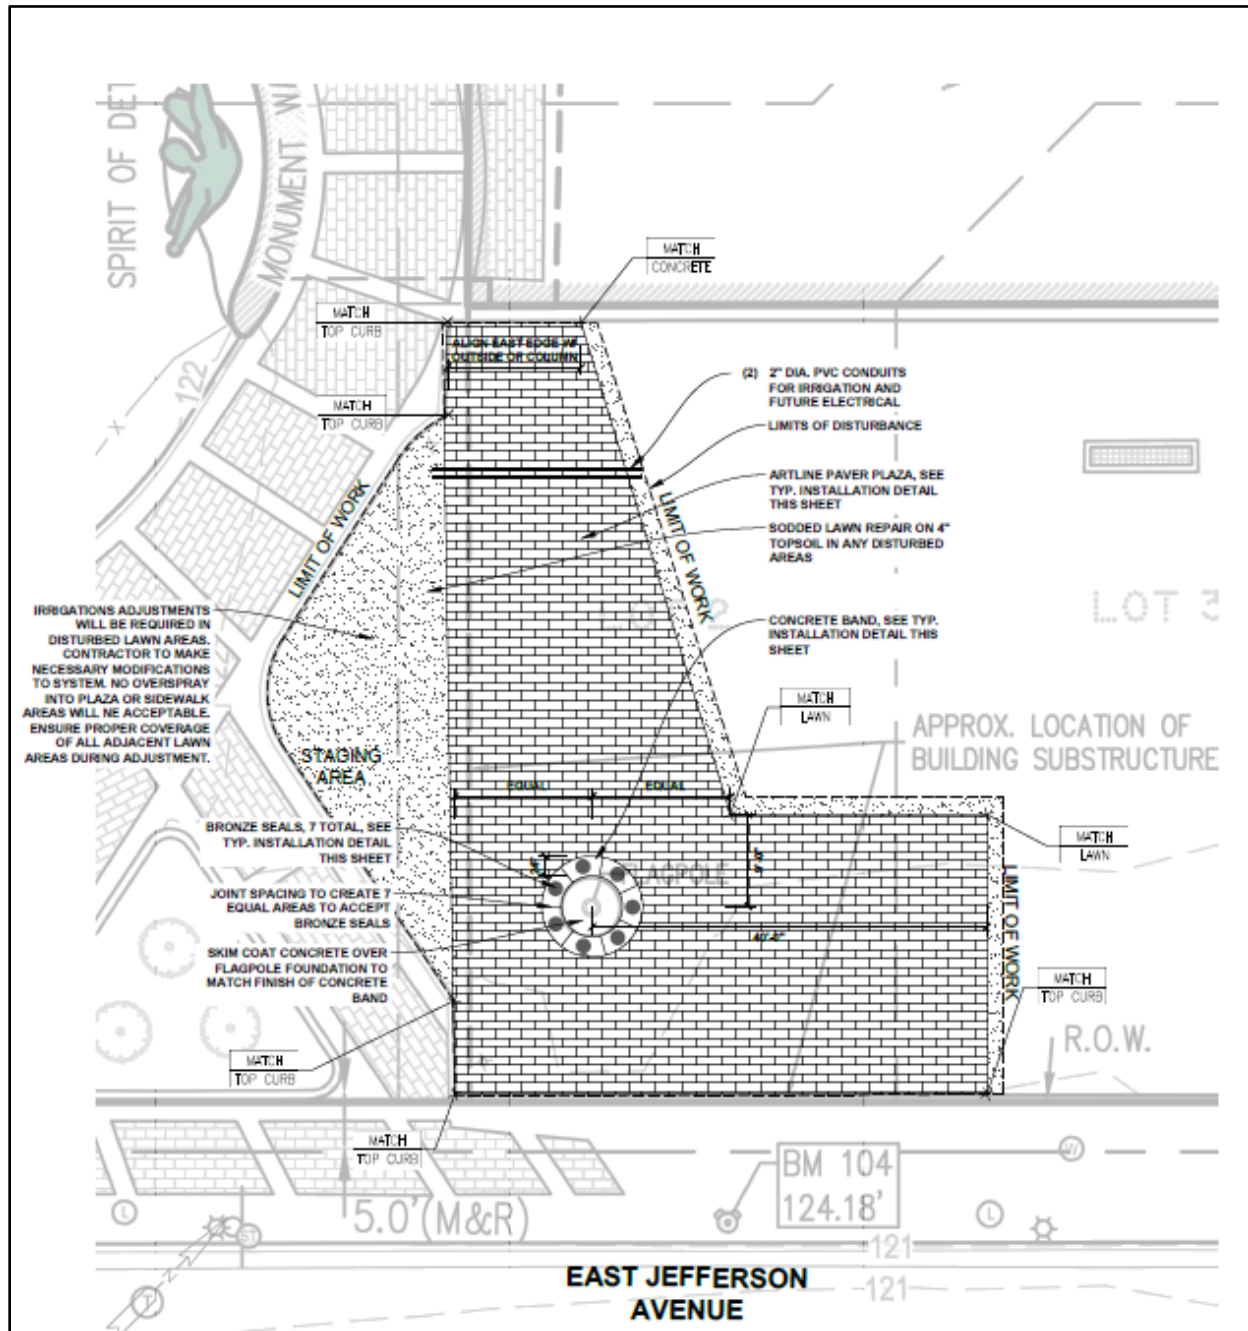 SPIRIT OF DET
MONUMENT W
122
MATCH
CONCRETE
MATCH
TOP CURB
ALIGN EAST EDGE W/
OUTSIDE OF COLUMN
MATCH
TOP CURB
(2) 2" DIA. PVC CONDUITS
FOR IRRIGATION AND
FUTURE ELECTRICAL
LIMITS OF DISTURBANCE
ARTLINE PAVER PLAZA, SEE
TYP. INSTALLATION DETAIL
THIS SHEET
SODDED LAWN REPAIR ON 4"
TOPSOIL IN ANY DISTURBED
AREAS
LIMIT OF WORK
LIMIT OF WORK
LOT 2
LOT 3
IRRIGATIONS ADJUSTMENTS
WILL BE REQUIRED IN
DISTURBED LAWN AREAS.
CONTRACTOR TO MAKE
NECESSARY MODIFICATIONS
TO SYSTEM. NO OVERSPRAY
INTO PLAZA OR SIDEWALK
AREAS WILL NE ACCEPTABLE.
ENSURE PROPER COVERAGE
OF ALL ADJACENT LAWN
AREAS DURING ADJUSTMENT.
CONCRETE BAND, SEE TYP.
INSTALLATION DETAIL THIS
SHEET
MATCH
LAWN
APPROX. LOCATION OF
BUILDING SUBSTRUCTURE
STAGING
AREA
EQUAL
EQUAL
BRONZE SEALS, 7 TOTAL, SEE
TYP. INSTALLATION DETAIL
THIS SHEET
FLAGPOLE
9'-0"
MATCH
LAWN
JOINT SPACING TO CREATE 7
EQUAL AREAS TO ACCEPT
BRONZE SEALS
40'-0"
LIMIT OF WORK
SKIM COAT CONCRETE OVER
FLAGPOLE FOUNDATION TO
MATCH FINISH OF CONCRETE
BAND
MATCH
TOP CURB
R.O.W.
MATCH
TOP CURB
MATCH
TOP CURB
BM 104
124.18'
W
L
ST
5.0'(M&R)
L
121
T
EAST JEFFERSON
AVENUE
121